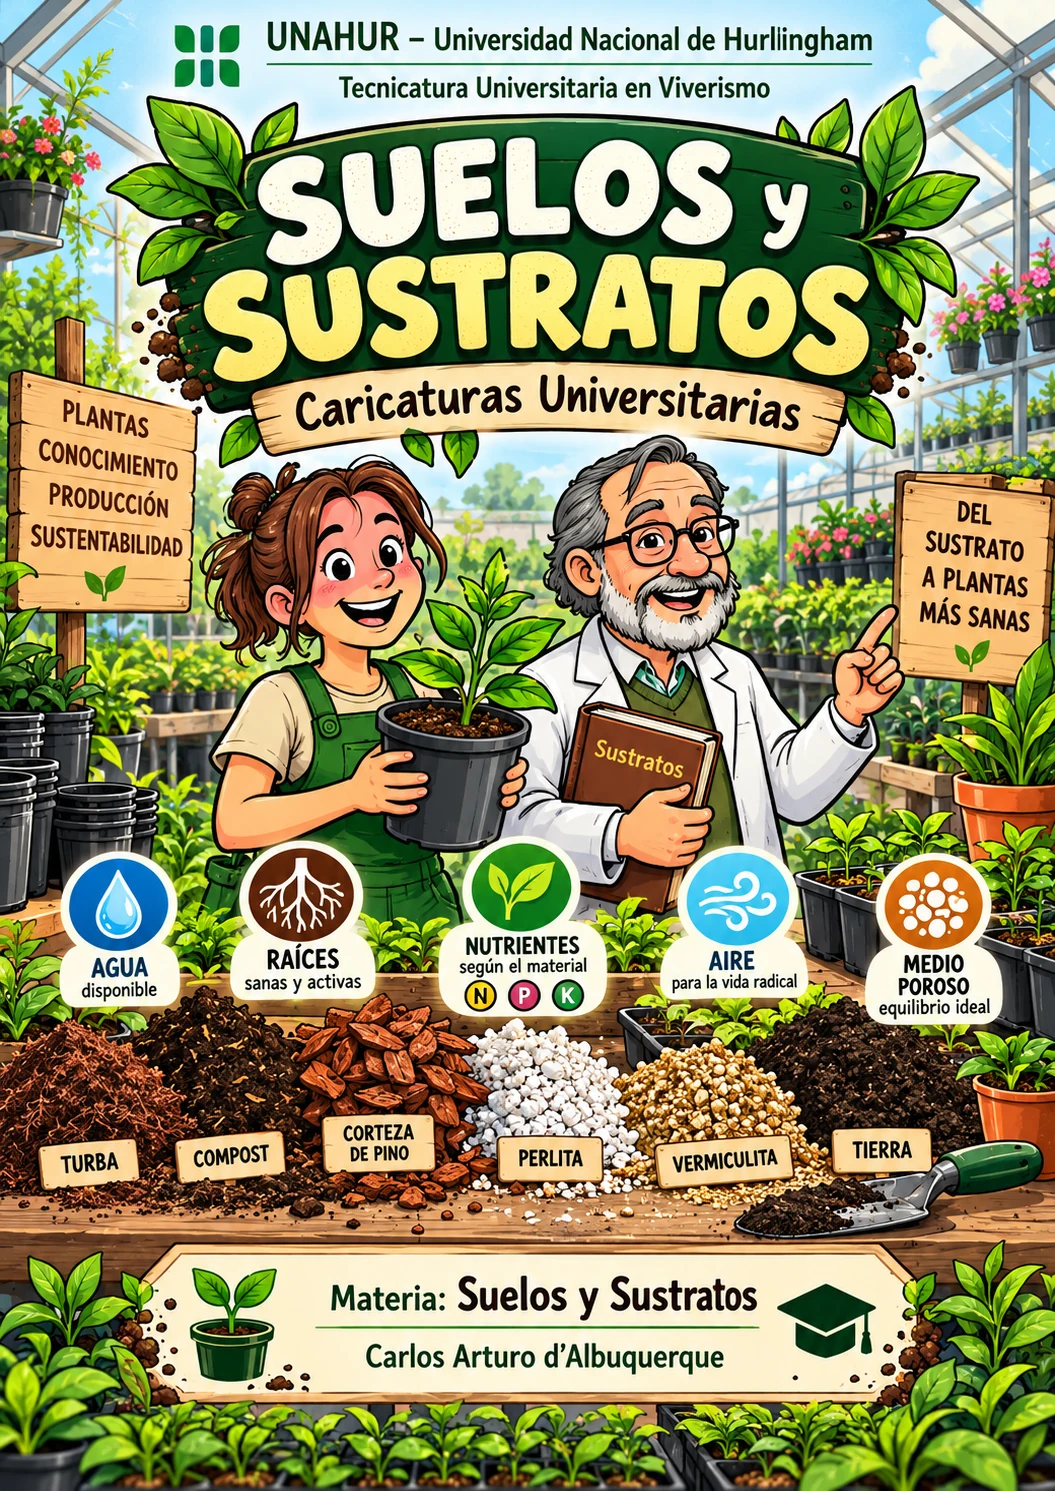 UNAHUR – Universidad Nacional de Hurllingham
Tecnicatura Universitaria en Viverismo
SUELOS y
SUSTRATOS
Caricaturas Universitarias
PLANTAS
CONOCIMIENTO
PRODUCCIÓN
SUSTENTABILIDAD
DEL
SUSTRATO
A PLANTAS
MÁS SANAS
Sustratos
AGUA
disponible
RAÍCES
sanas y activas
NUTRIENTES
según el material
N P K
AIRE
para la vida radical
MEDIO
POROSO
equilibrio ideal
TURBA
COMPOST
CORTEZA
DE PINO
PERLITA
VERMICULITA
TIERRA
Materia: Suelos y Sustratos
Carlos Arturo d'Albuquerque